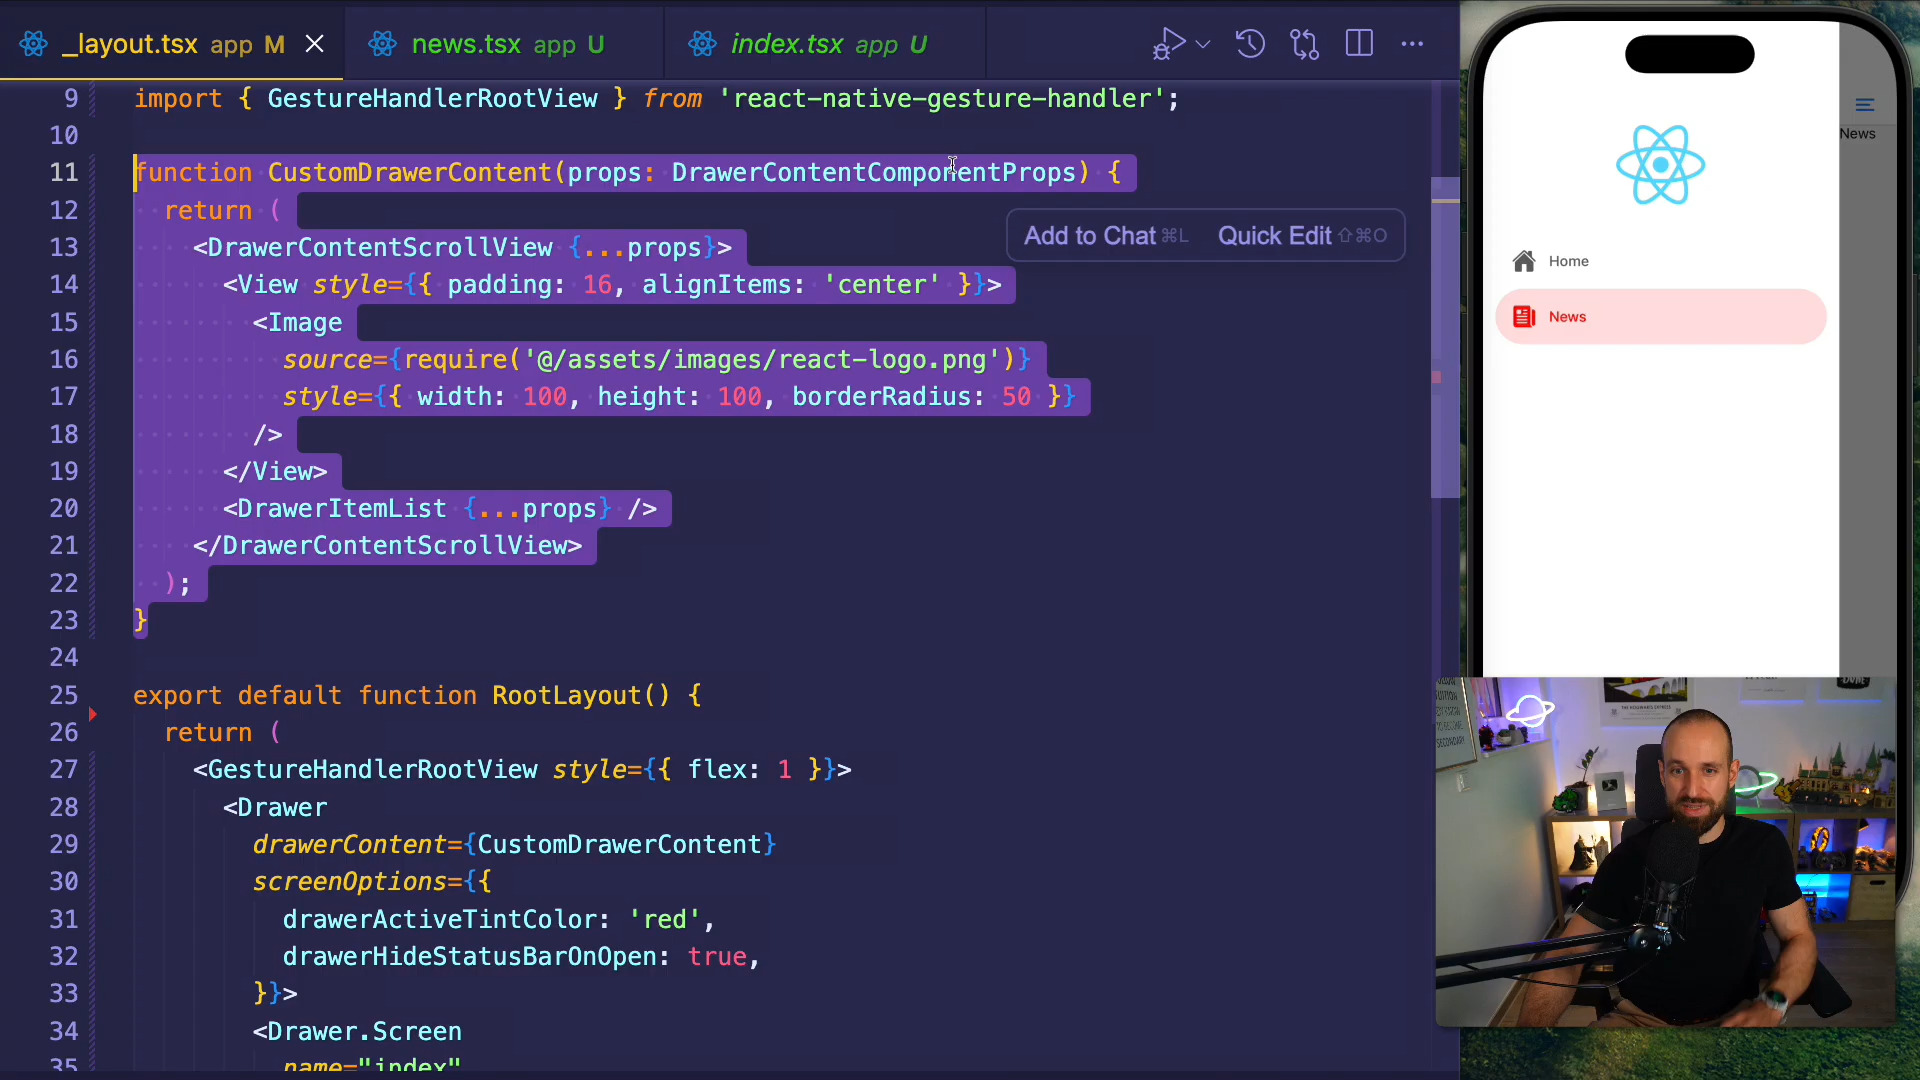 _layout.tsx app M
news.tsx app U
index.tsx app U
9 import { GestureHandlerRootView } from 'react-native-gesture-handler';
10
11 function CustomDrawerContent(props: DrawerContentComponentProps) {
12 return (
Add to Chat ⌘L Quick Edit ⇧⌘O
13 <DrawerContentScrollView {...props}>
14 <View style={{ padding: 16, alignItems: 'center' }}>
15 <Image
16 source={require('@/assets/images/react-logo.png')}
17 style={{ width: 100, height: 100, borderRadius: 50 }}
18 />
19 </View>
20 <DrawerItemList {...props} />
21 </DrawerContentScrollView>
22 );
23 }
24
25 export default function RootLayout() {
26 return (
27 <GestureHandlerRootView style={{ flex: 1 }}>
28 <Drawer
29 drawerContent={CustomDrawerContent}
30 screenOptions={{
31 drawerActiveTintColor: 'red',
32 drawerHideStatusBarOnOpen: true,
33 }}>
34 <Drawer.Screen
35 name="index"
News
Home
News